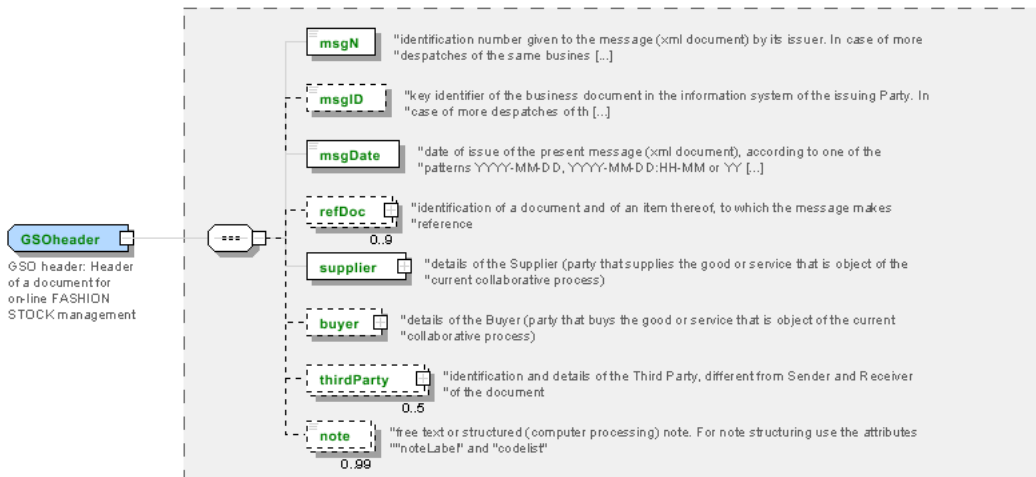 msgN
"identification number given to the message (xml document) by its issuer. In case of more
"despatches of the same busines [...]
msgID
"key identifier of the business document in the information system of the issuing Party. In
"case of more despatches of th [...]
msgDate
"date of issue of the present message (xml document), according to one of the
"patterns YYYY-MM-DD, YYYY-MM-DD:HH-MM or YY [...]
refDoc
0..9
"identification of a document and of an item thereof, to which the message makes
"reference
GSOheader
GSO header: Header
of a document for
on-line FASHION
STOCK management
supplier
"details of the Supplier (party that supplies the good or service that is object of the
"current collaborative process)
buyer
"details of the Buyer (party that buys the good or service that is object of the current
"collaborative process)
thirdParty
0..5
"identification and details of the Third Party, different from Sender and Receiver
"of the document
note
0..99
"free text or structured (computer processing) note. For note structuring use the attributes
""noteLabel" and "codelist"